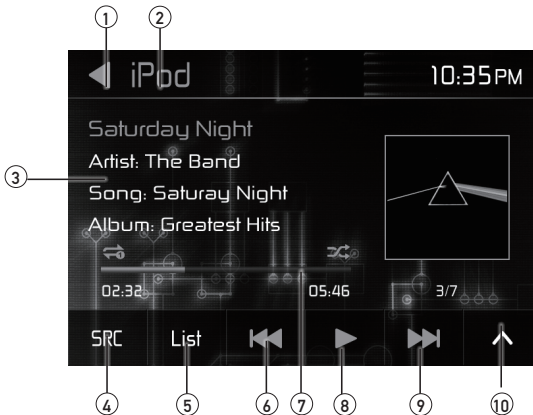 1 2
iPod 10:35PM
Saturday Night
Artist: The Band
3
Song: Saturay Night
Album: Greatest Hits
02:32 05:46 3/7
SRC List
4 5 6 7 8 9 10